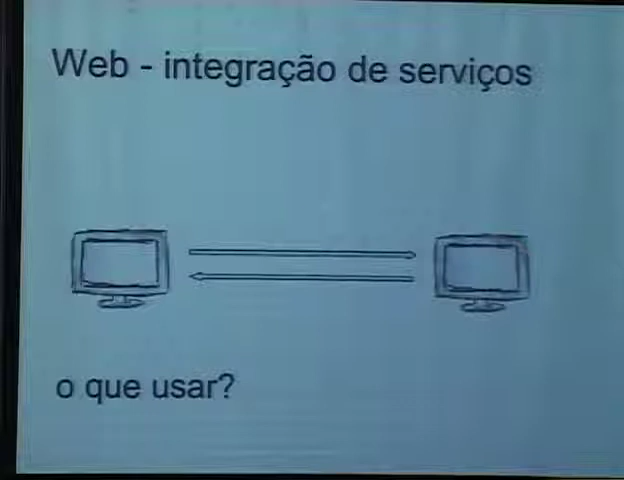 Web - integração de serviços
o que usar?